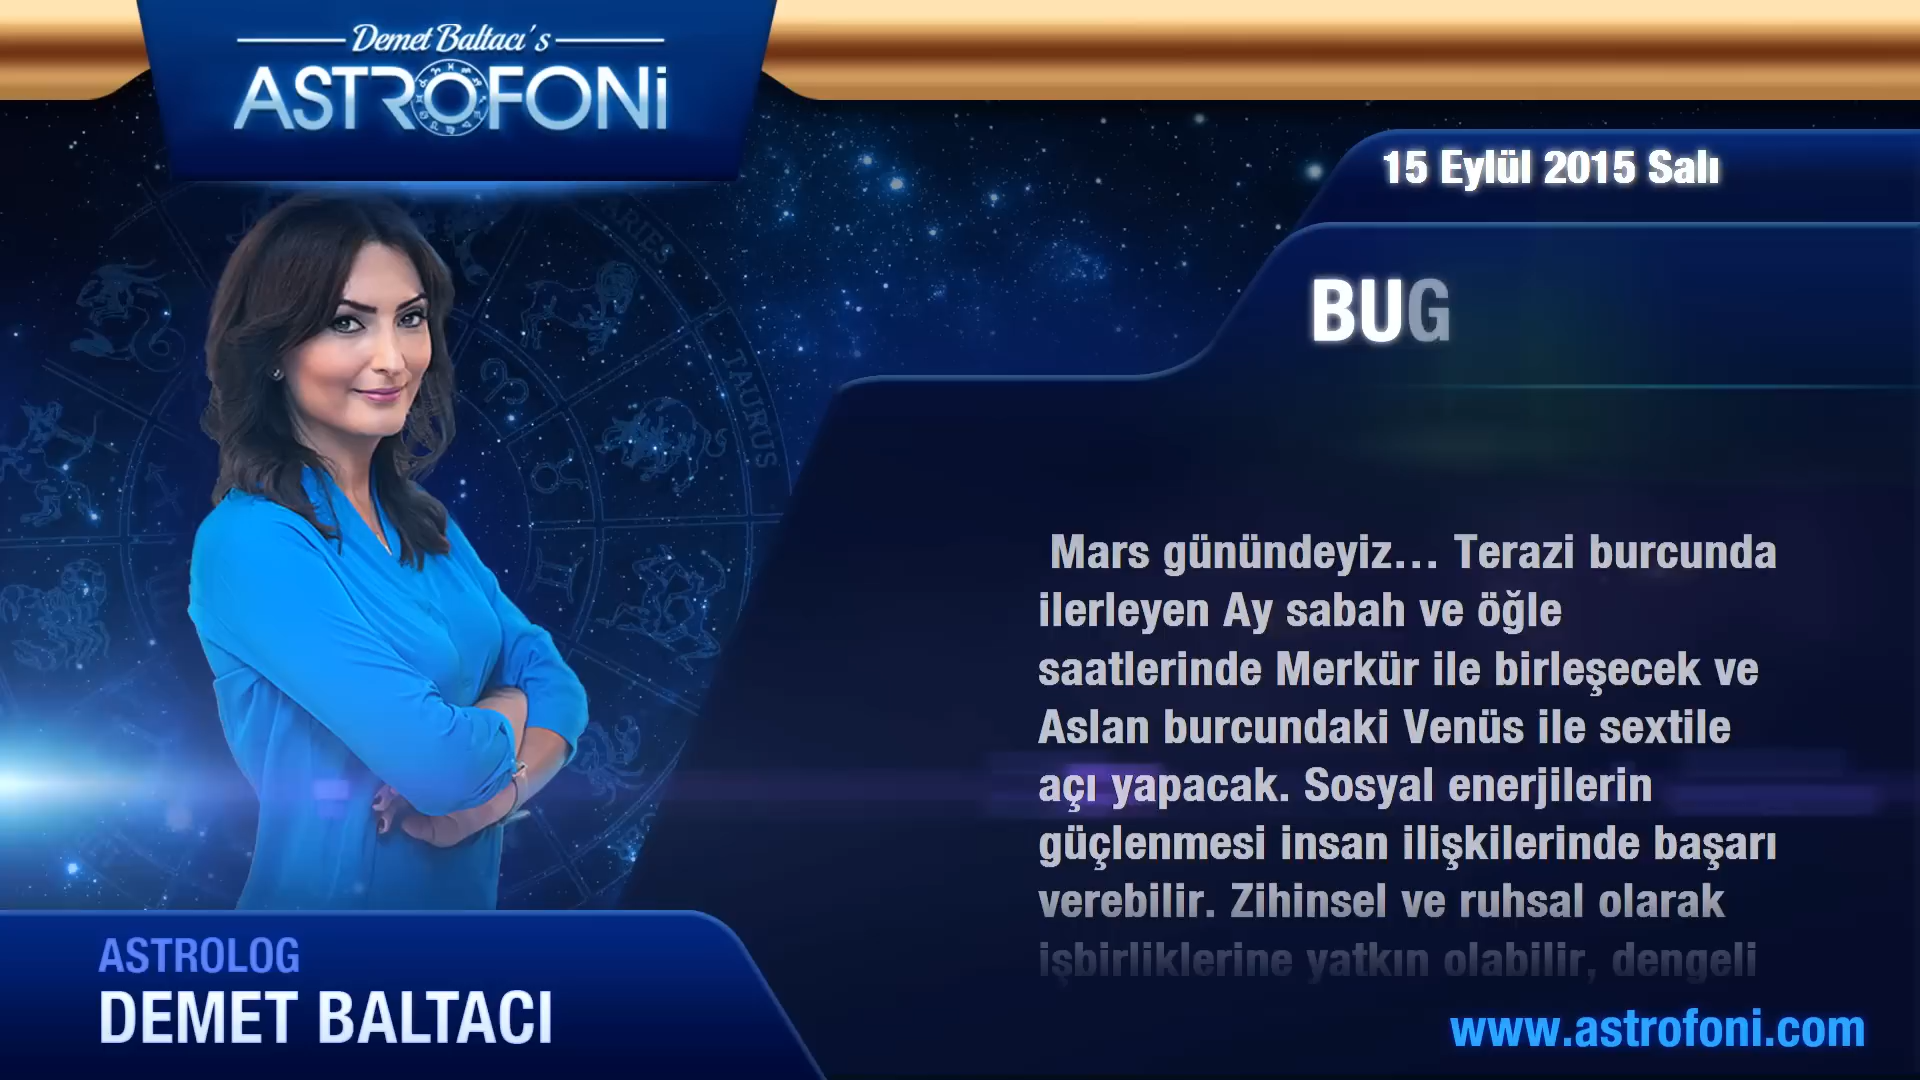 Demet Baltacı's
ASTROFONİ
15 Eylül 2015 Salı
BUG
ARIES
TAURUS
Mars günündeyiz... Terazi burcunda
ilerleyen Ay sabah ve öğle
saatlerinde Merkür ile birleşecek ve
Aslan burcundaki Venüs ile sextile
açı yapacak. Sosyal enerjilerin
güçlenmesi insan ilişkilerinde başarı
verebilir. Zihinsel ve ruhsal olarak
işbirliklerine yatkın olabilir, dengeli
ASTROLOG
DEMET BALTACI
www.astrofoni.com